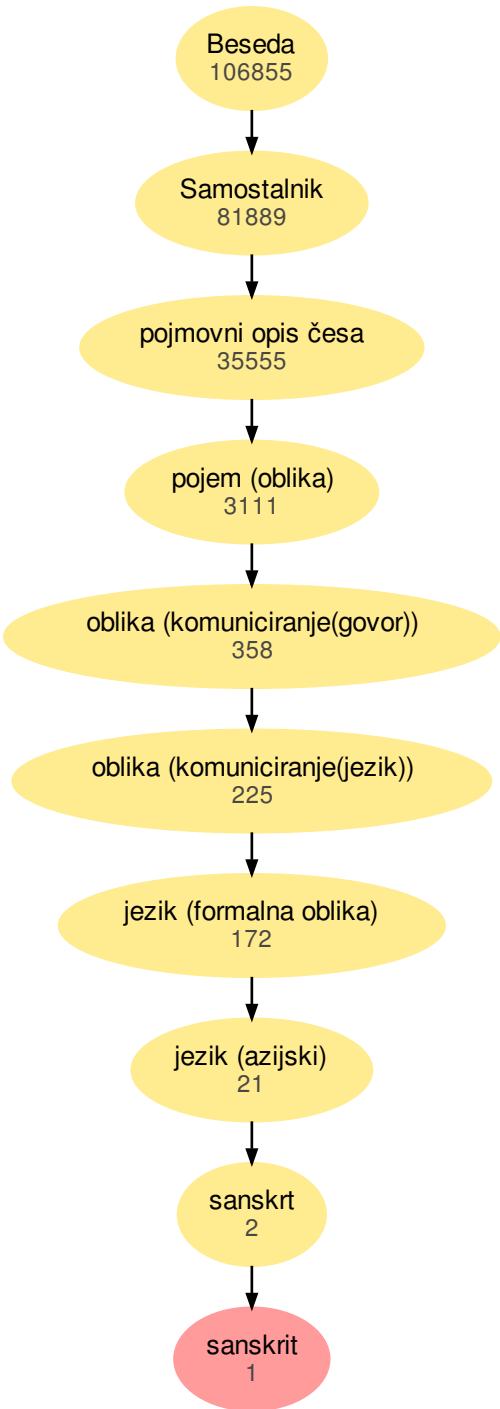 Beseda
106855
Samostalnik
81889
pojmovni opis česa
35555
pojem (oblika)
3111
oblika (komuniciranje(govor))
358
oblika (komuniciranje(jezik))
225
jezik (formalna oblika)
172
jezik (azijski)
21
sanskrt
2
sanskrit
1